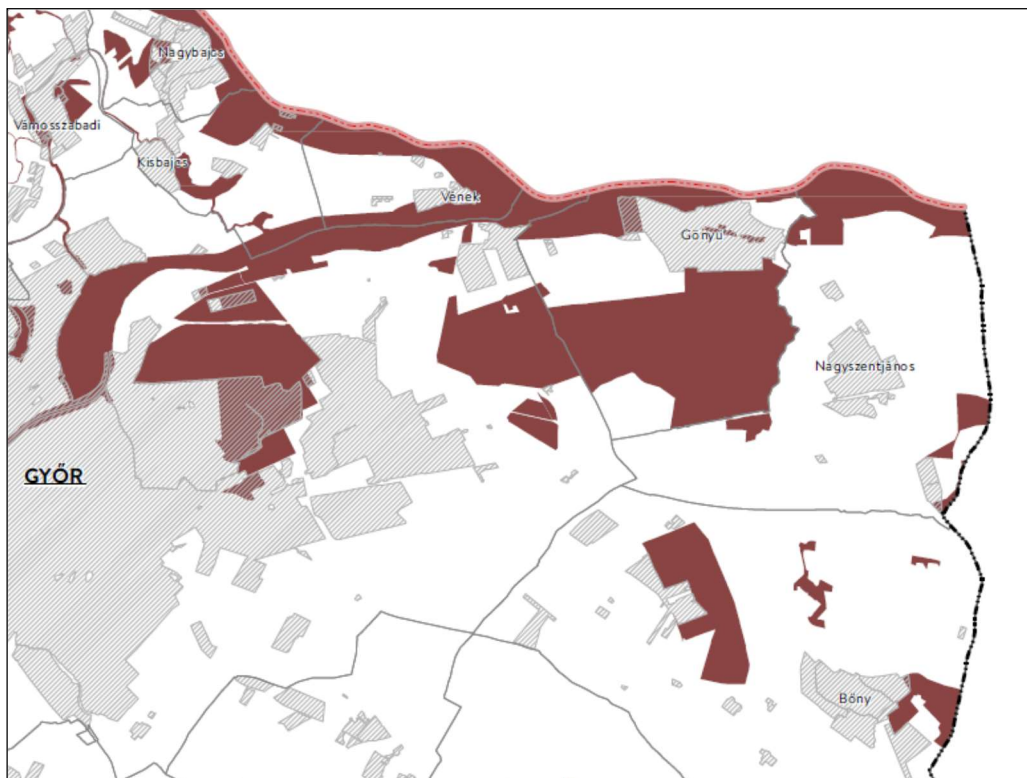 Nagybajcs
Vámosszabadi
Kisbajcs
Vének
Gönyű
Nagyszentjános
GYŐR
Bőny